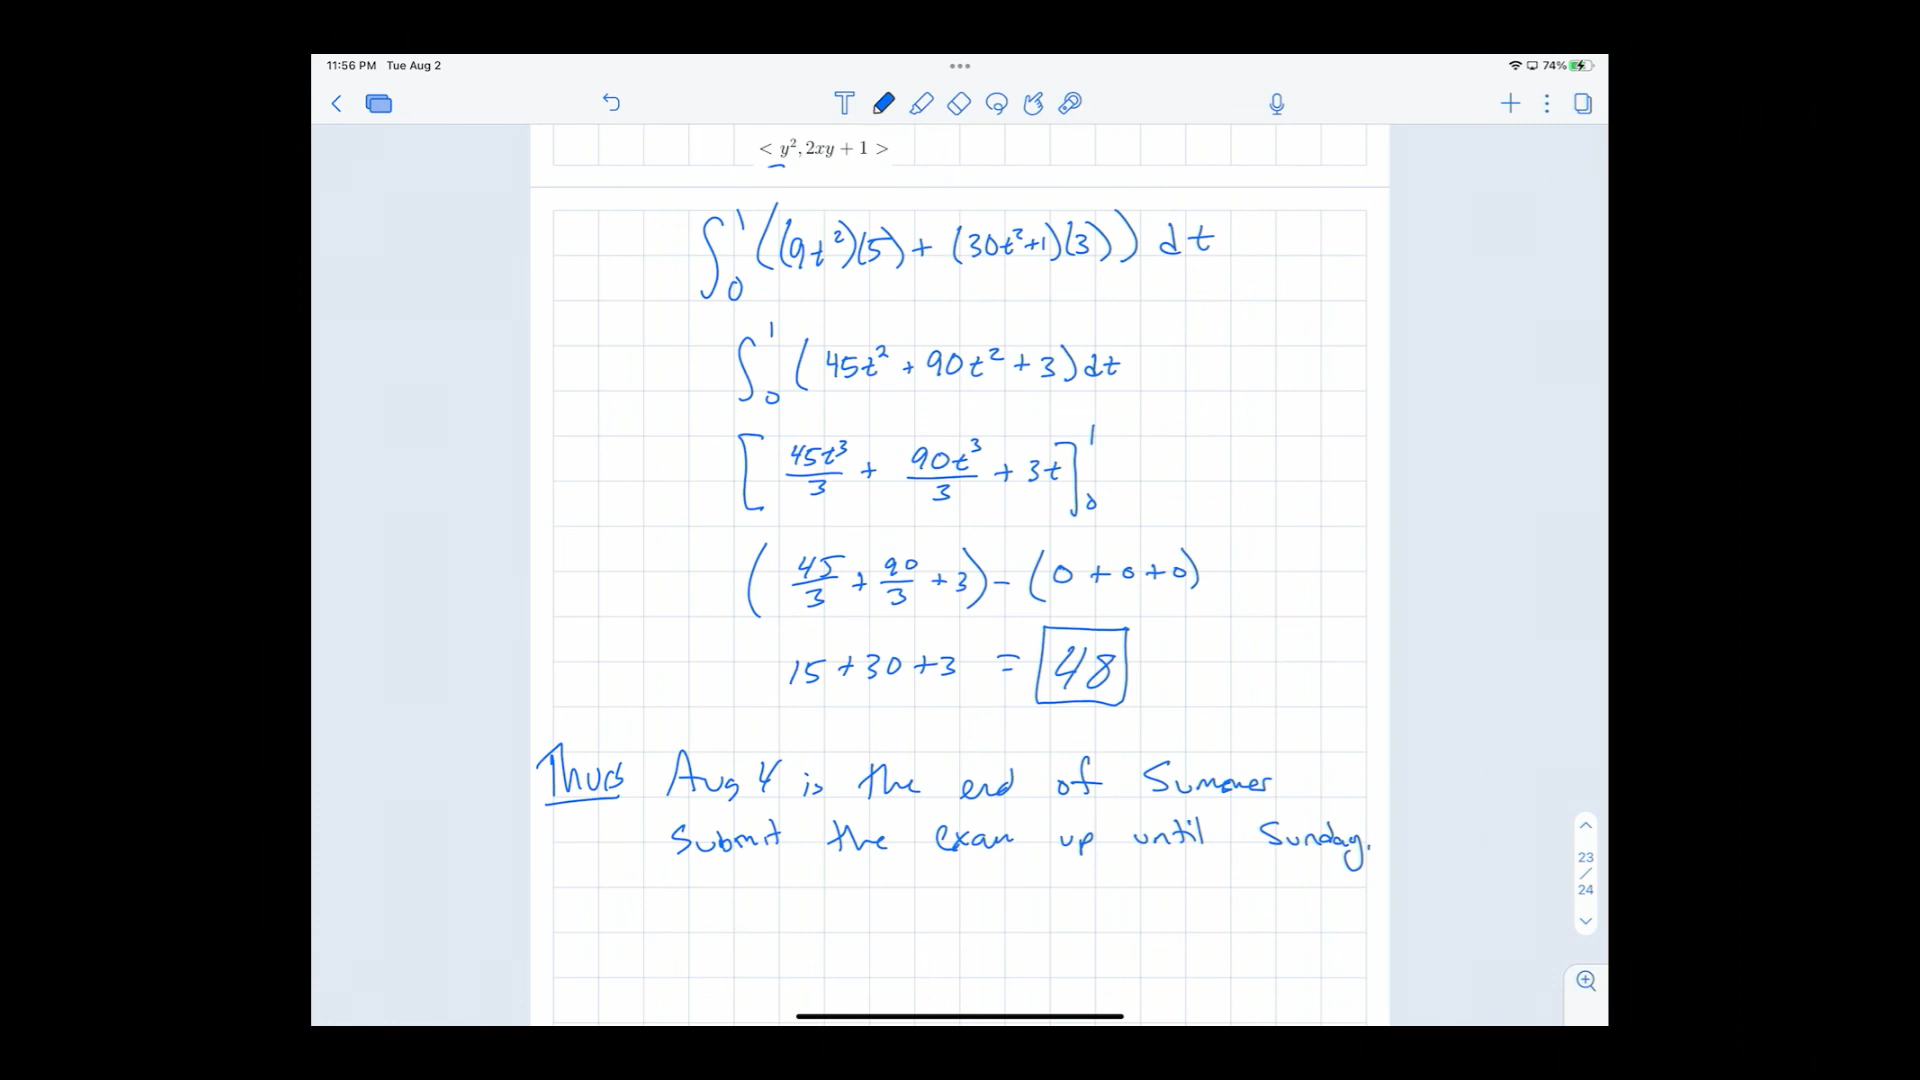 11:56 PM Tue Aug 2
74%
T
< y², 2xy + 1 >
∫₀¹ ((9t²)(5) + (30t²+1)(3)) dt
∫₀¹ (45t² + 90t² + 3) dt
[45t³/3 + 90t³/3 + 3t]₀¹
(45/3 + 90/3 + 3) − (0 + 0 + 0)
15 + 30 + 3 = 48
Thurs Aug 4 is the end of Summer
Submit the exam up until Sunday.
23
/
24